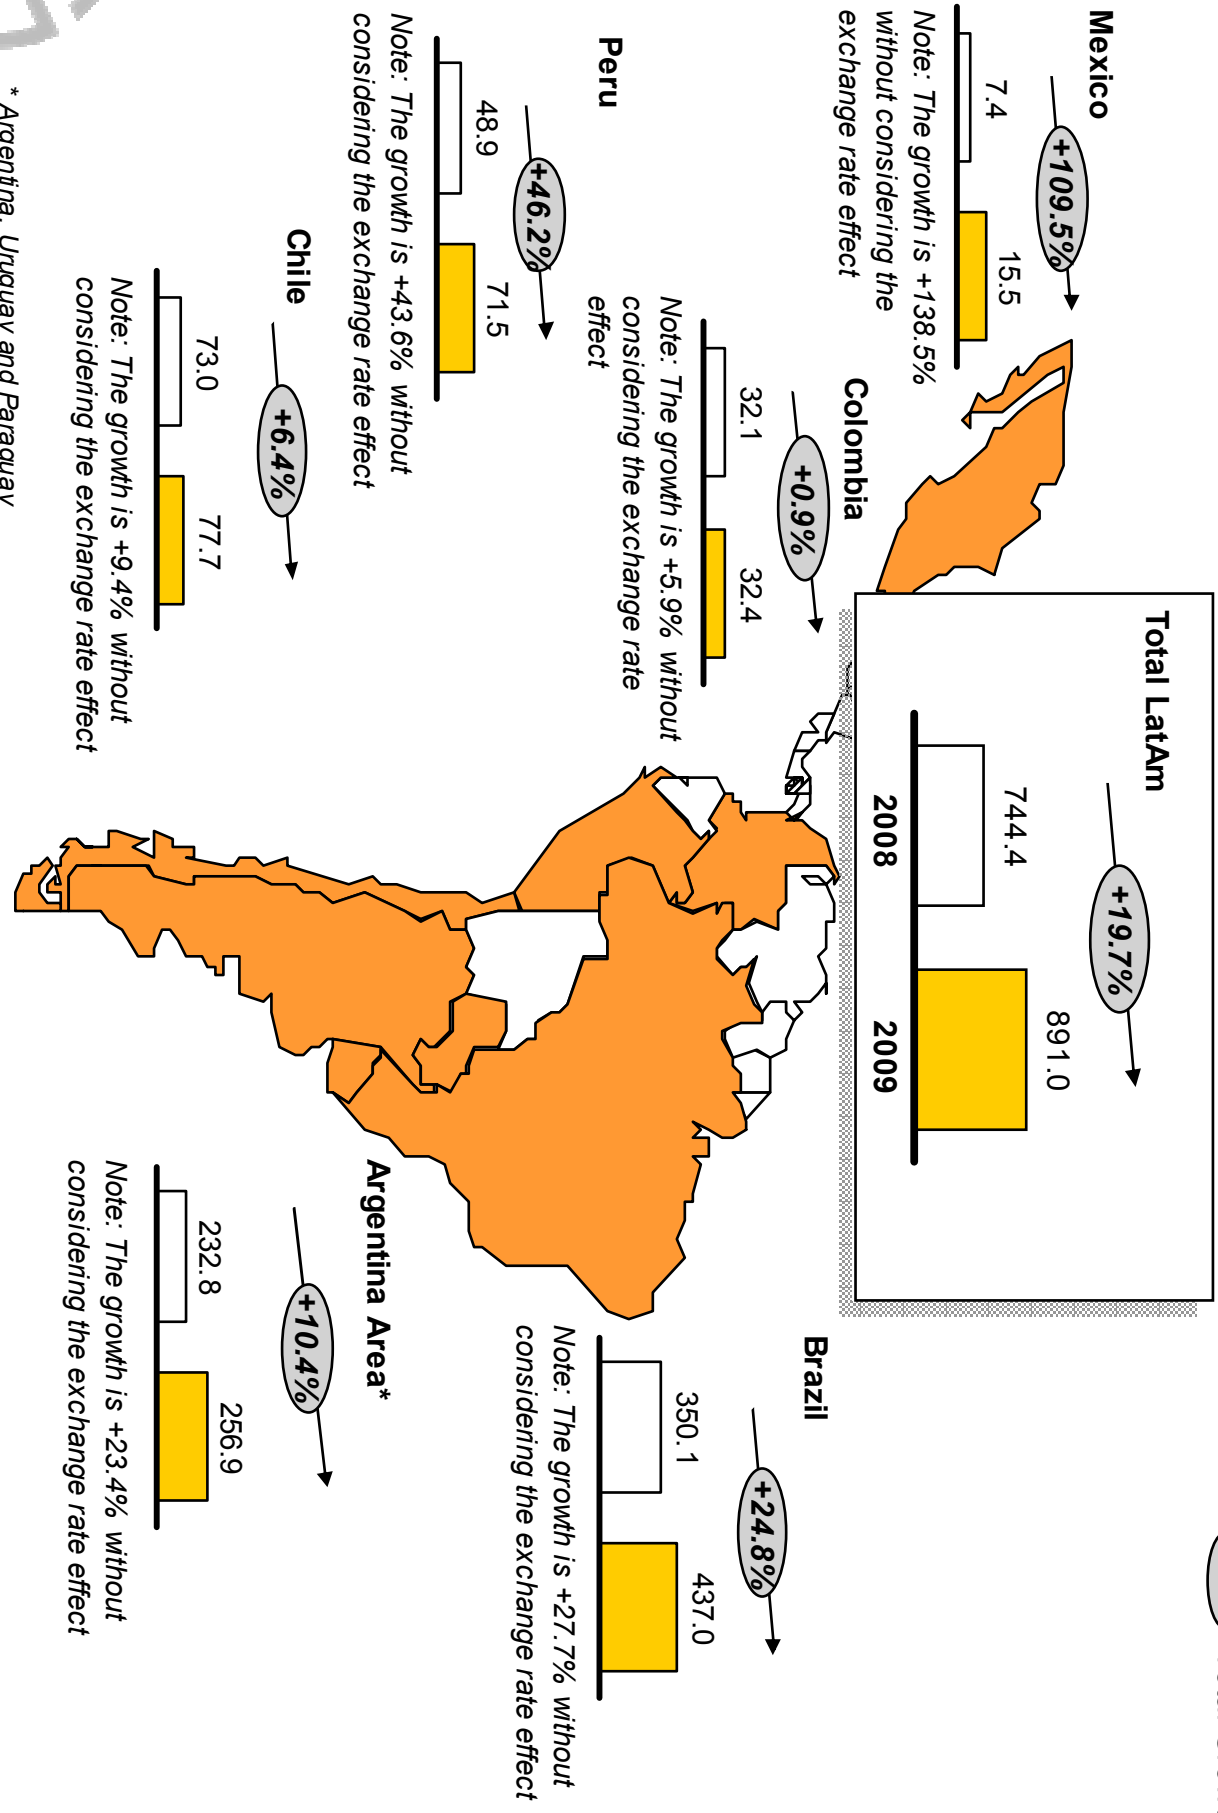 Total LatAm
+19.7%
744.4
891.0
2008
2009
Mexico
+109.5%
7.4
15.5
Note: The growth is +138.5%
without considering the
exchange rate effect
Colombia
+0.9%
32.1
32.4
Note: The growth is +5.9% without
considering the exchange rate
effect
Brazil
+24.8%
350.1
437.0
Note: The growth is +27.7% without
considering the exchange rate effect
Peru
+46.2%
48.9
71.5
Note: The growth is +43.6% without
considering the exchange rate effect
Chile
+6.4%
73.0
77.7
Note: The growth is +9.4% without
considering the exchange rate effect
Argentina Area*
+10.4%
232.8
256.9
Note: The growth is +23.4% without
considering the exchange rate effect
* Argentina, Uruguay and Paraguay